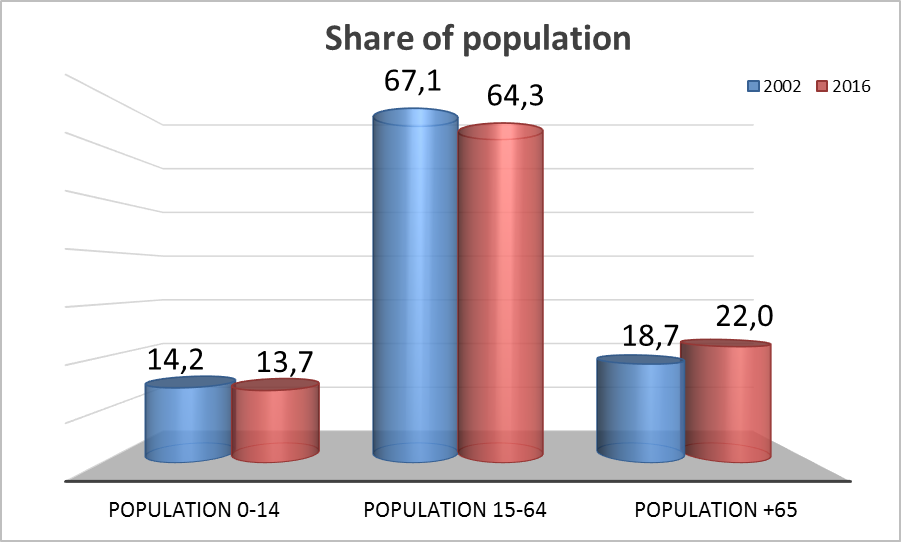 Share of population
2002 2016
67,1
64,3
14,2
13,7
18,7
22,0
POPULATION 0-14
POPULATION 15-64
POPULATION +65